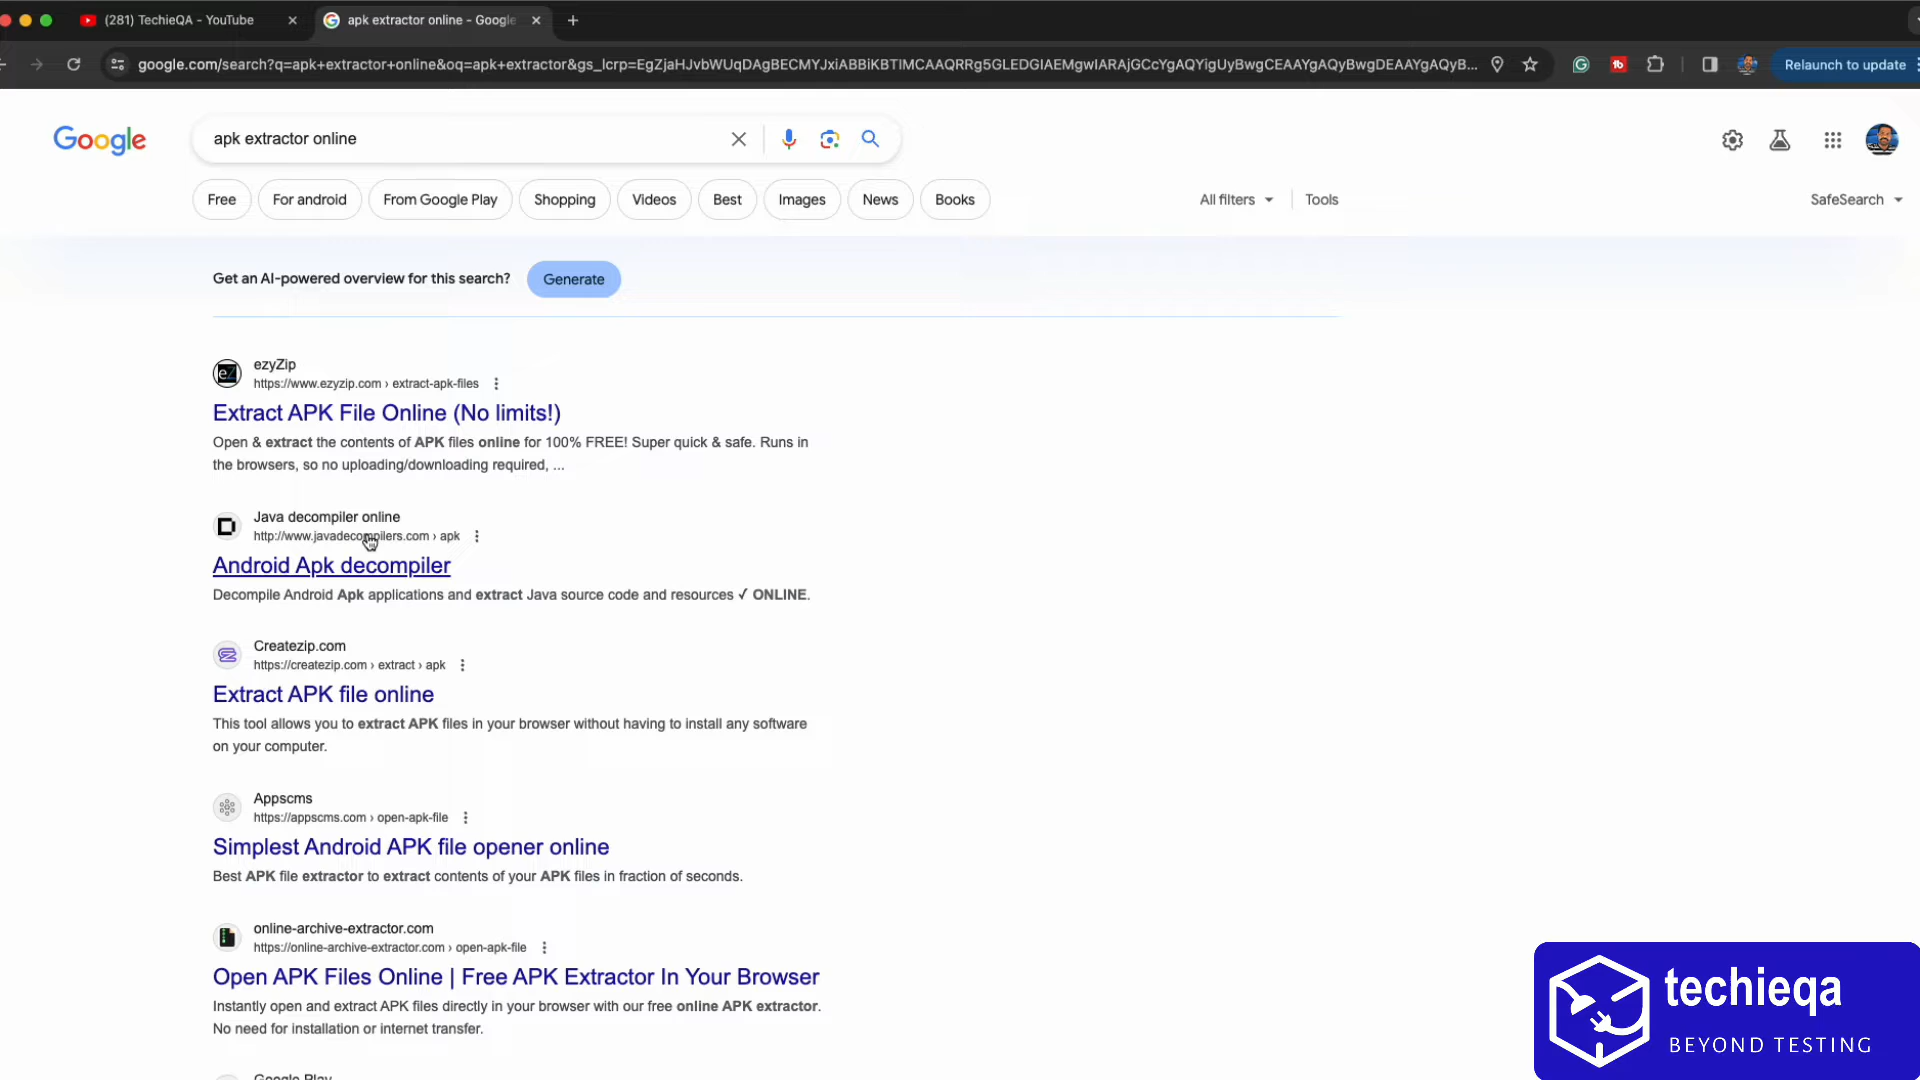 (281) TechieQA - YouTube
apk extractor online - Google
google.com/search?q=apk+extractor+online&oq=apk+extractor&gs_lcrp=EgZjaHJvbWUqDAgBECMYJxiABBiKBTIMCAAQRRg5GLEDGIAEMgwIARAjGCcYgAQYigUyBwgCEAAYgAQyBwgDEAAYgAQyB...
Relaunch to update
Google
apk extractor online
Free
For android
From Google Play
Shopping
Videos
Best
Images
News
Books
All filters
Tools
SafeSearch
Get an AI-powered overview for this search?
Generate
eZ
ezyZip
https://www.ezyzip.com › extract-apk-files
Extract APK File Online (No limits!)
Open & extract the contents of APK files online for 100% FREE! Super quick & safe. Runs in
the browsers, so no uploading/downloading required, ...
Java decompiler online
http://www.javadecompilers.com › apk
Android Apk decompiler
Decompile Android Apk applications and extract Java source code and resources ✓ ONLINE.
Createzip.com
https://createzip.com › extract › apk
Extract APK file online
This tool allows you to extract APK files in your browser without having to install any software
on your computer.
Appscms
https://appscms.com › open-apk-file
Simplest Android APK file opener online
Best APK file extractor to extract contents of your APK files in fraction of seconds.
online-archive-extractor.com
https://online-archive-extractor.com › open-apk-file
Open APK Files Online | Free APK Extractor In Your Browser
Instantly open and extract APK files directly in your browser with our free online APK extractor.
No need for installation or internet transfer.
Google Play
techieqa
BEYOND TESTING